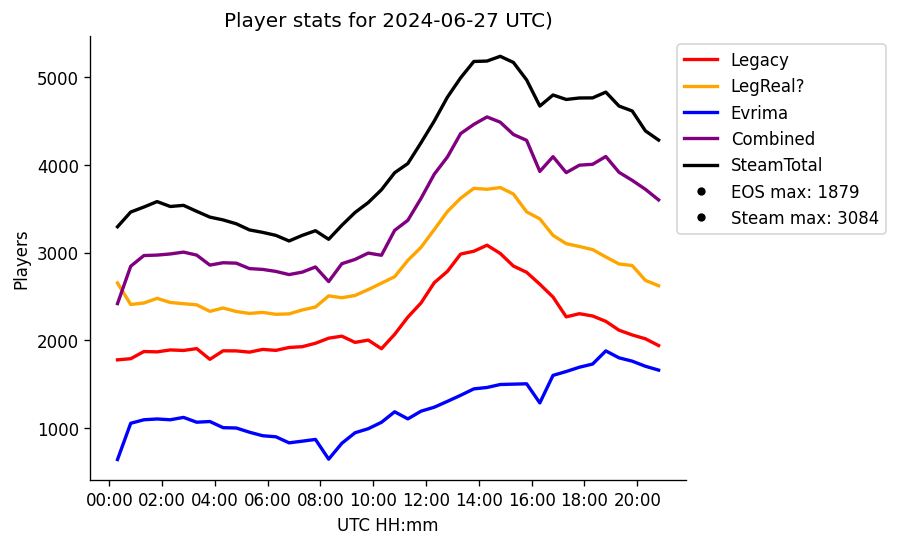 Player stats for 2024-06-27 UTC)
Players
5000
4000
3000
2000
1000
00:00 02:00 04:00 06:00 08:00 10:00 12:00 14:00 16:00 18:00 20:00
UTC HH:mm
Legacy
LegReal?
Evrima
Combined
SteamTotal
EOS max: 1879
Steam max: 3084